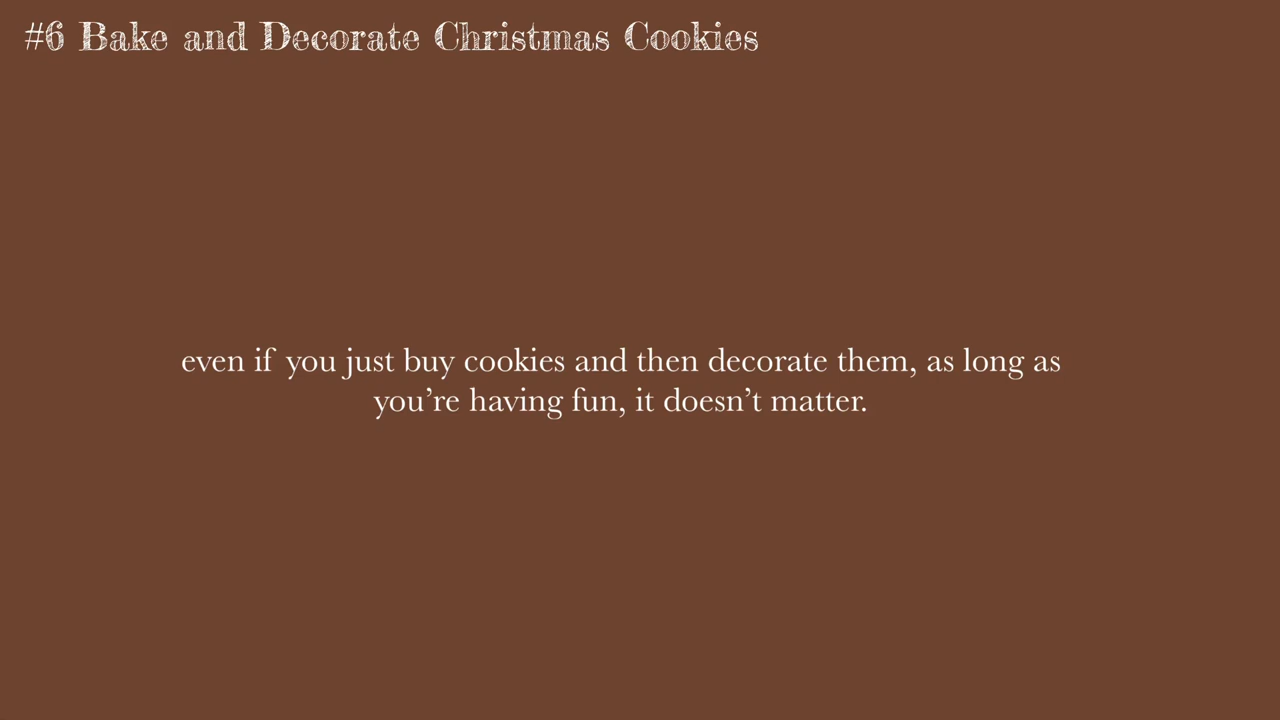 #6 Bake and Decorate Christmas Cookies
even if you just buy cookies and then decorate them, as long as
you’re having fun, it doesn’t matter.